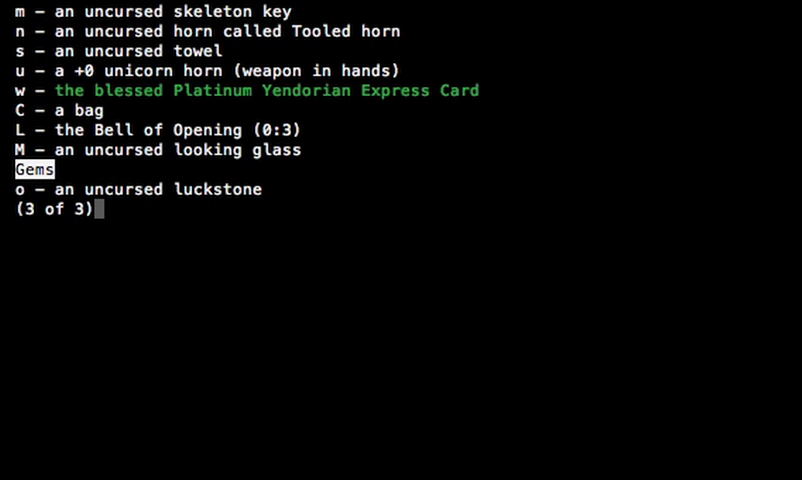 m – an uncursed skeleton key
n – an uncursed horn called Tooled horn
s – an uncursed towel
u – a +0 unicorn horn (weapon in hands)
w – the blessed Platinum Yendorian Express Card
C – a bag
L – the Bell of Opening (0:3)
M – an uncursed looking glass
Gems
o – an uncursed luckstone
(3 of 3)